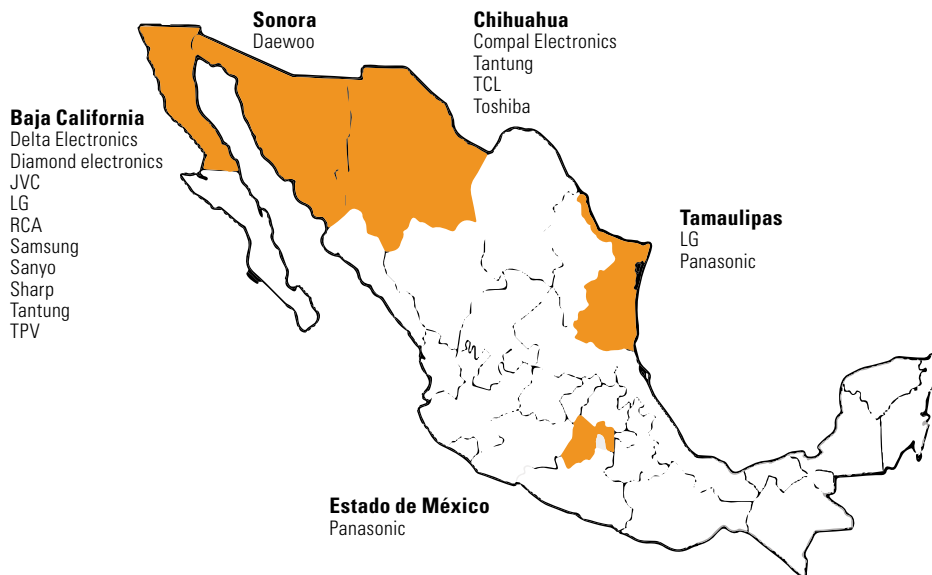 Sonora
Daewoo
Chihuahua
Compal Electronics
Tantung
TCL
Toshiba
Baja California
Delta Electronics
Diamond electronics
JVC
LG
RCA
Samsung
Sanyo
Sharp
Tantung
TPV
Tamaulipas
LG
Panasonic
Estado de México
Panasonic